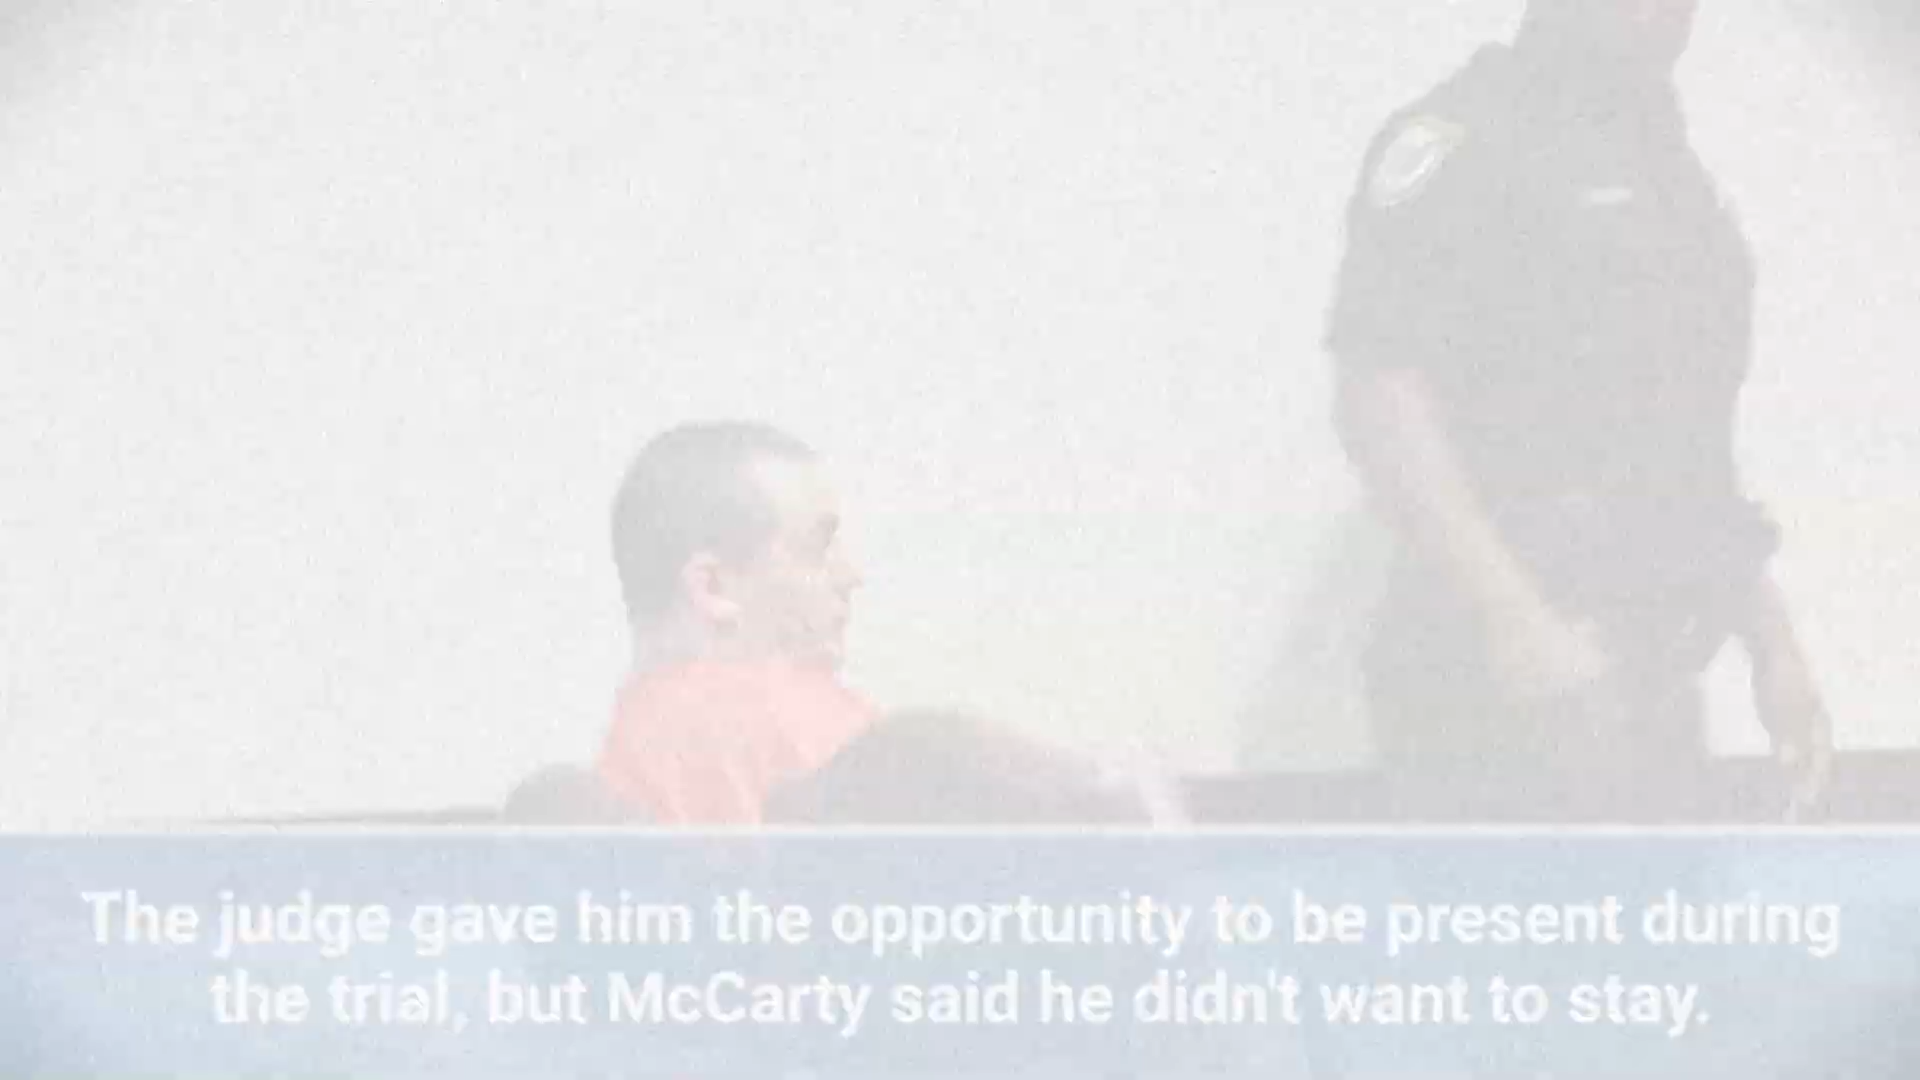 The judge gave him the opportunity to be present during
the trial, but McCarty said he didn't want to stay.